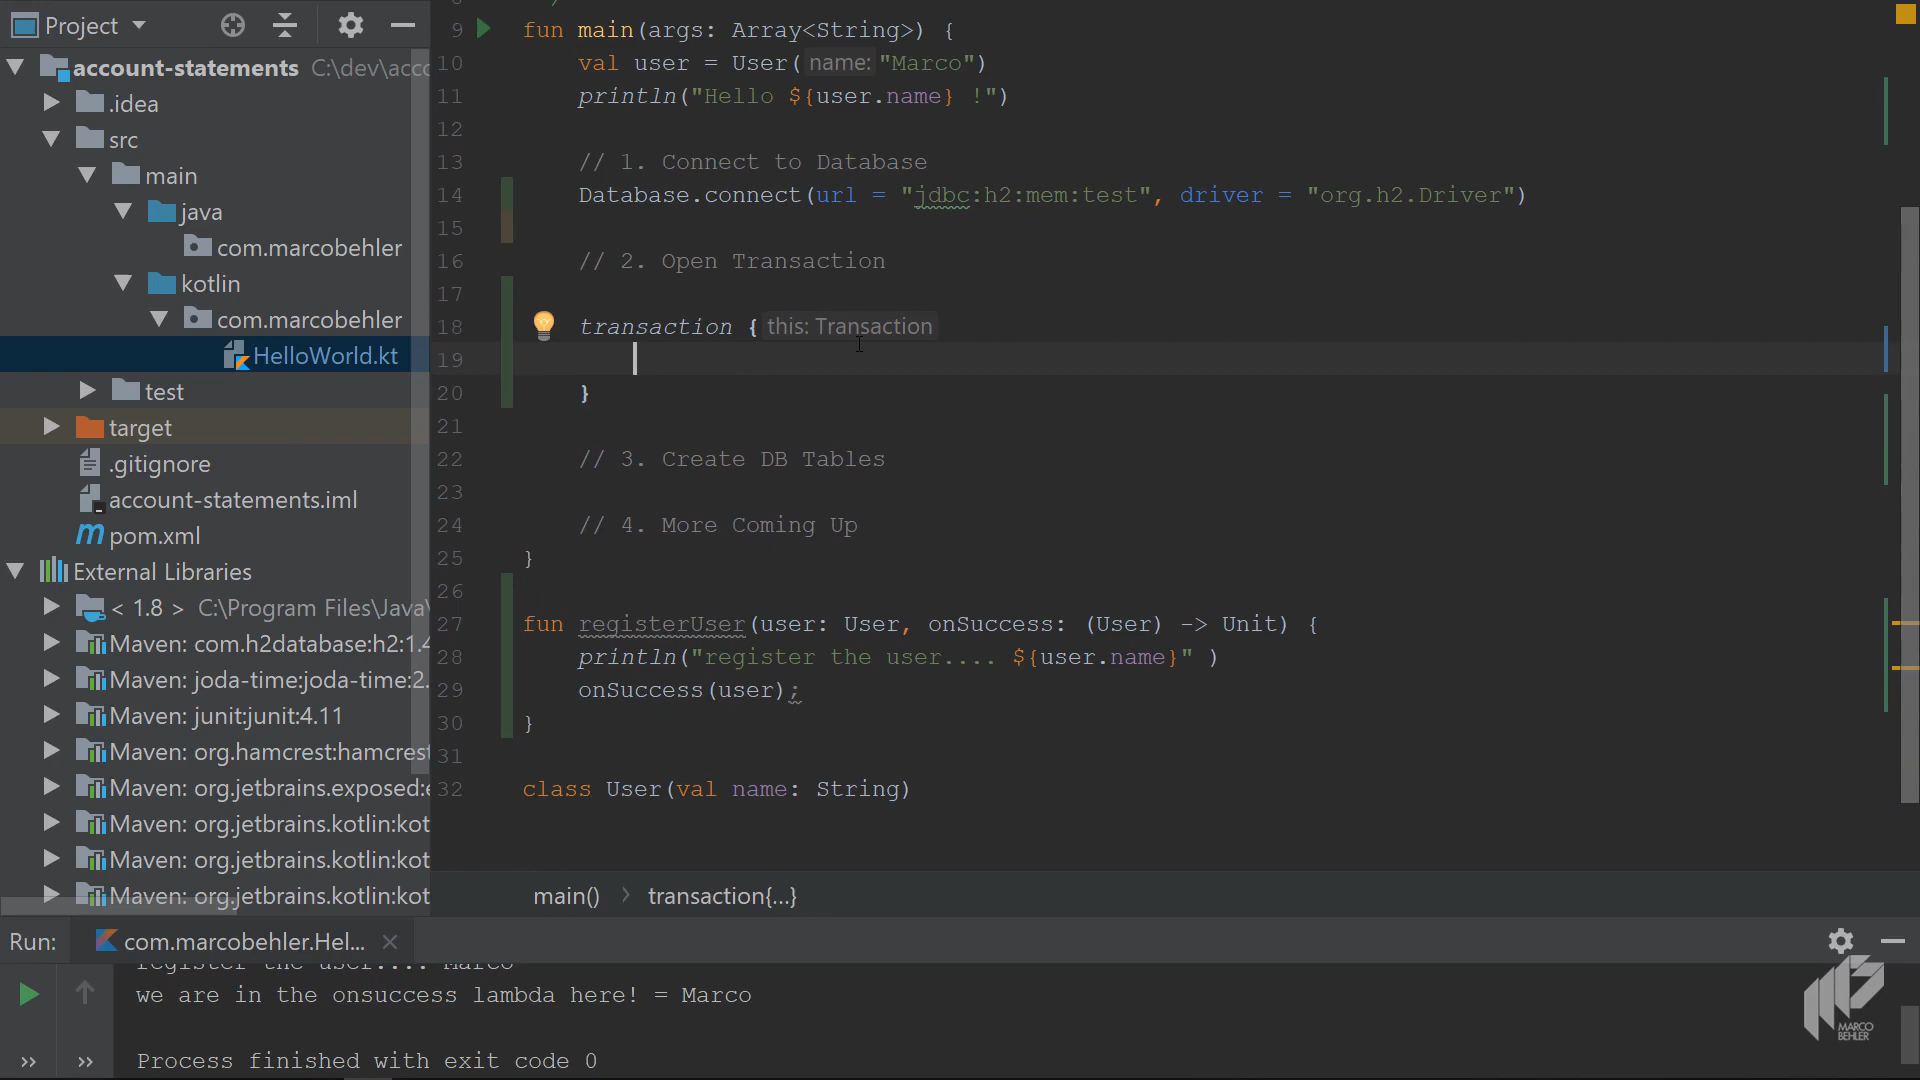 Project
account-statements C:\dev\acco
.idea
src
main
java
com.marcobehler
kotlin
com.marcobehler
HelloWorld.kt
test
target
.gitignore
account-statements.iml
pom.xml
External Libraries
< 1.8 > C:\Program Files\Java\
Maven: com.h2database:h2:1.4
Maven: joda-time:joda-time:2.
Maven: junit:junit:4.11
Maven: org.hamcrest:hamcrest
Maven: org.jetbrains.exposed:e
Maven: org.jetbrains.kotlin:kot
Maven: org.jetbrains.kotlin:kot
Maven: org.jetbrains.kotlin:kot
9 fun main(args: Array<String>) {
10 val user = User( name: "Marco")
11 println("Hello ${user.name} !")
12
13 // 1. Connect to Database
14 Database.connect(url = "jdbc:h2:mem:test", driver = "org.h2.Driver")
15
16 // 2. Open Transaction
17
18 transaction { this: Transaction
19
20 }
21
22 // 3. Create DB Tables
23
24 // 4. More Coming Up
25 }
26
27 fun registerUser(user: User, onSuccess: (User) -> Unit) {
28 println("register the user.... ${user.name}" )
29 onSuccess(user);
30 }
31
32 class User(val name: String)
main() › transaction{...}
Run: com.marcobehler.Hel...
register the user.... Marco
we are in the onsuccess lambda here! = Marco
Process finished with exit code 0
MARCO
BEHLER